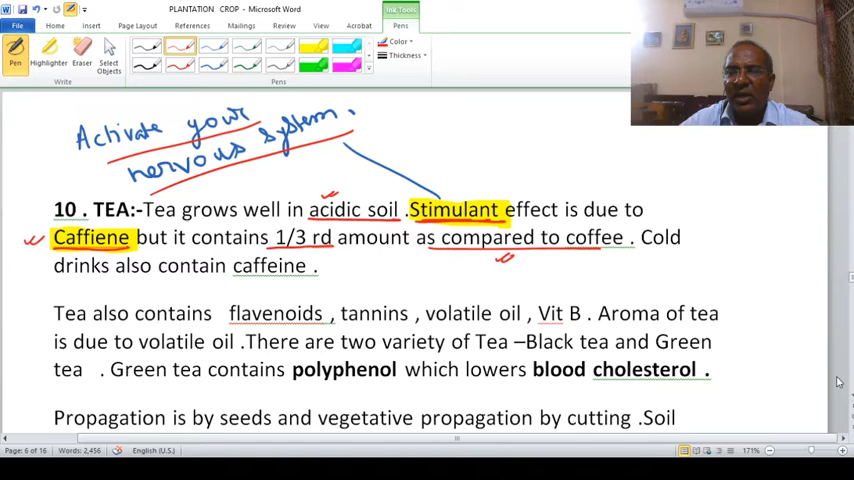 PLANTATION CROP - Microsoft Word
Ink Tools
File
Home
Insert
Page Layout
References
Mailings
Review
View
Acrobat
Pens
Pen
Highlighter
Eraser
Select Objects
Color
Thickness
Write
Pens
Activate your
nervous system.
10 . TEA:-Tea grows well in acidic soil .Stimulant effect is due to
Caffiene but it contains 1/3 rd amount as compared to coffee . Cold
drinks also contain caffeine .
Tea also contains flavenoids , tannins , volatile oil , Vit B . Aroma of tea
is due to volatile oil .There are two variety of Tea –Black tea and Green
tea . Green tea contains polyphenol which lowers blood cholesterol .
Propagation is by seeds and vegetative propagation by cutting .Soil
Page: 6 of 16
Words: 2,456
English (U.S.)
171%